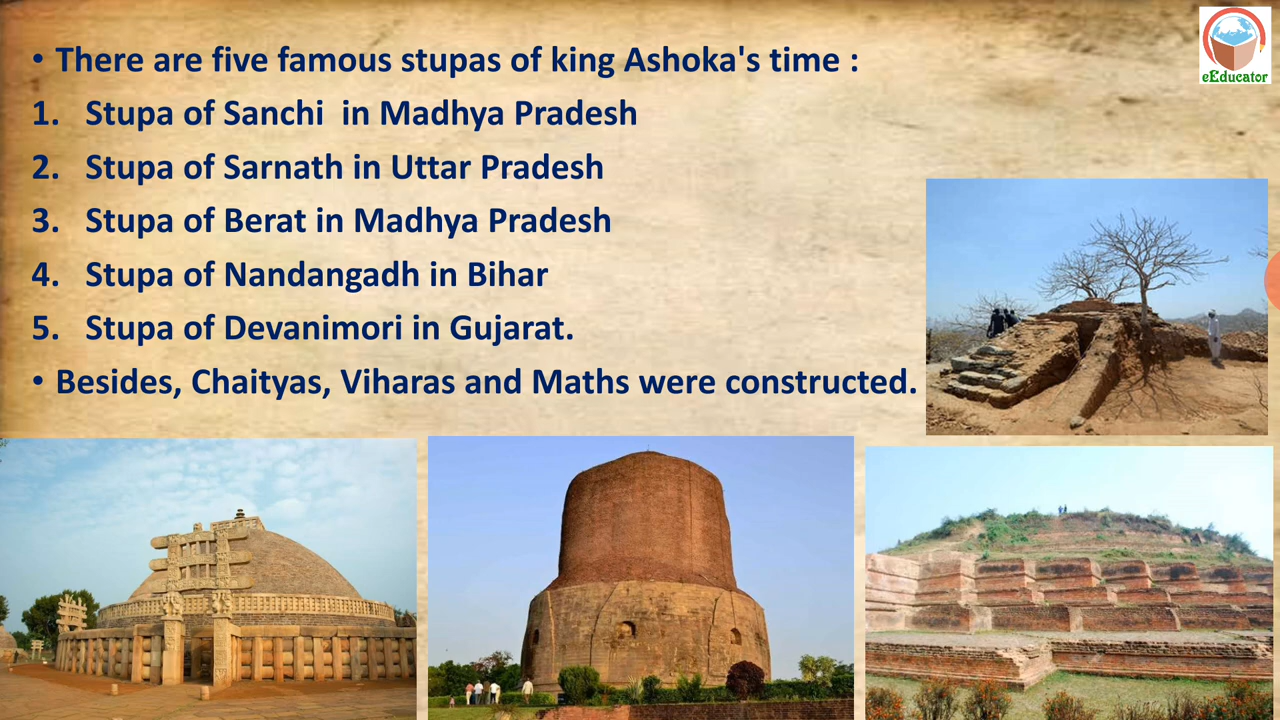 • There are five famous stupas of king Ashoka's time :
1. Stupa of Sanchi  in Madhya Pradesh
2. Stupa of Sarnath in Uttar Pradesh
3. Stupa of Berat in Madhya Pradesh
4. Stupa of Nandangadh in Bihar
5. Stupa of Devanimori in Gujarat.
• Besides, Chaityas, Viharas and Maths were constructed.
eEducator